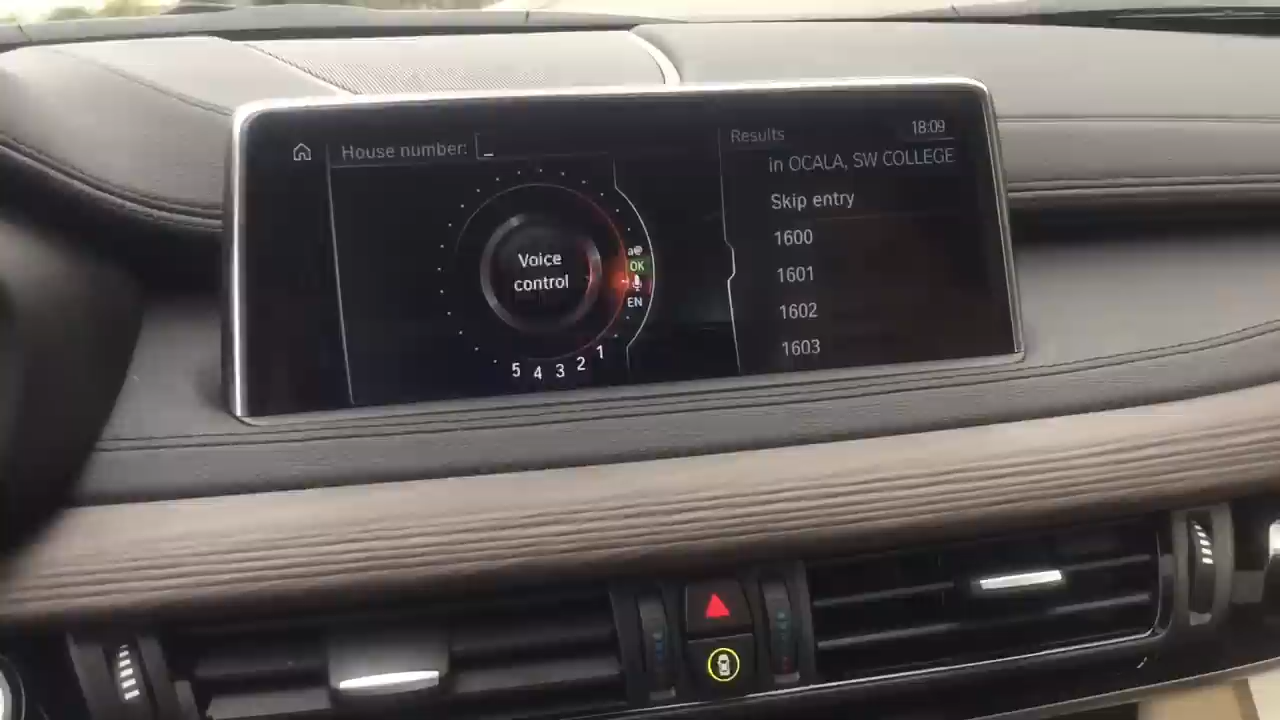 House number: _
Voice
control
a@
OK
EN
5 4 3 2 1
Results
18:09
in OCALA, SW COLLEGE
Skip entry
1600
1601
1602
1603